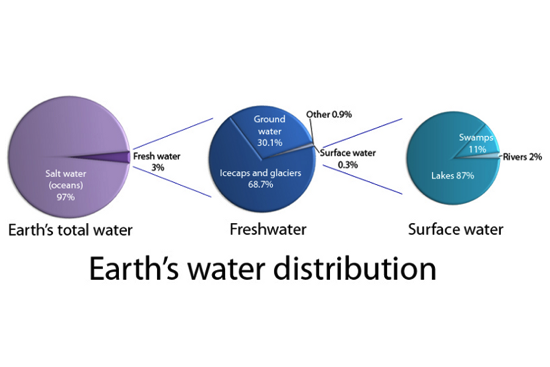 Salt water
(oceans)
97%
Fresh water
3%
Earth's total water
Ground
water
30.1%
Other 0.9%
Surface water
0.3%
Icecaps and glaciers
68.7%
Freshwater
Swamps
11%
Rivers 2%
Lakes 87%
Surface water
Earth's water distribution